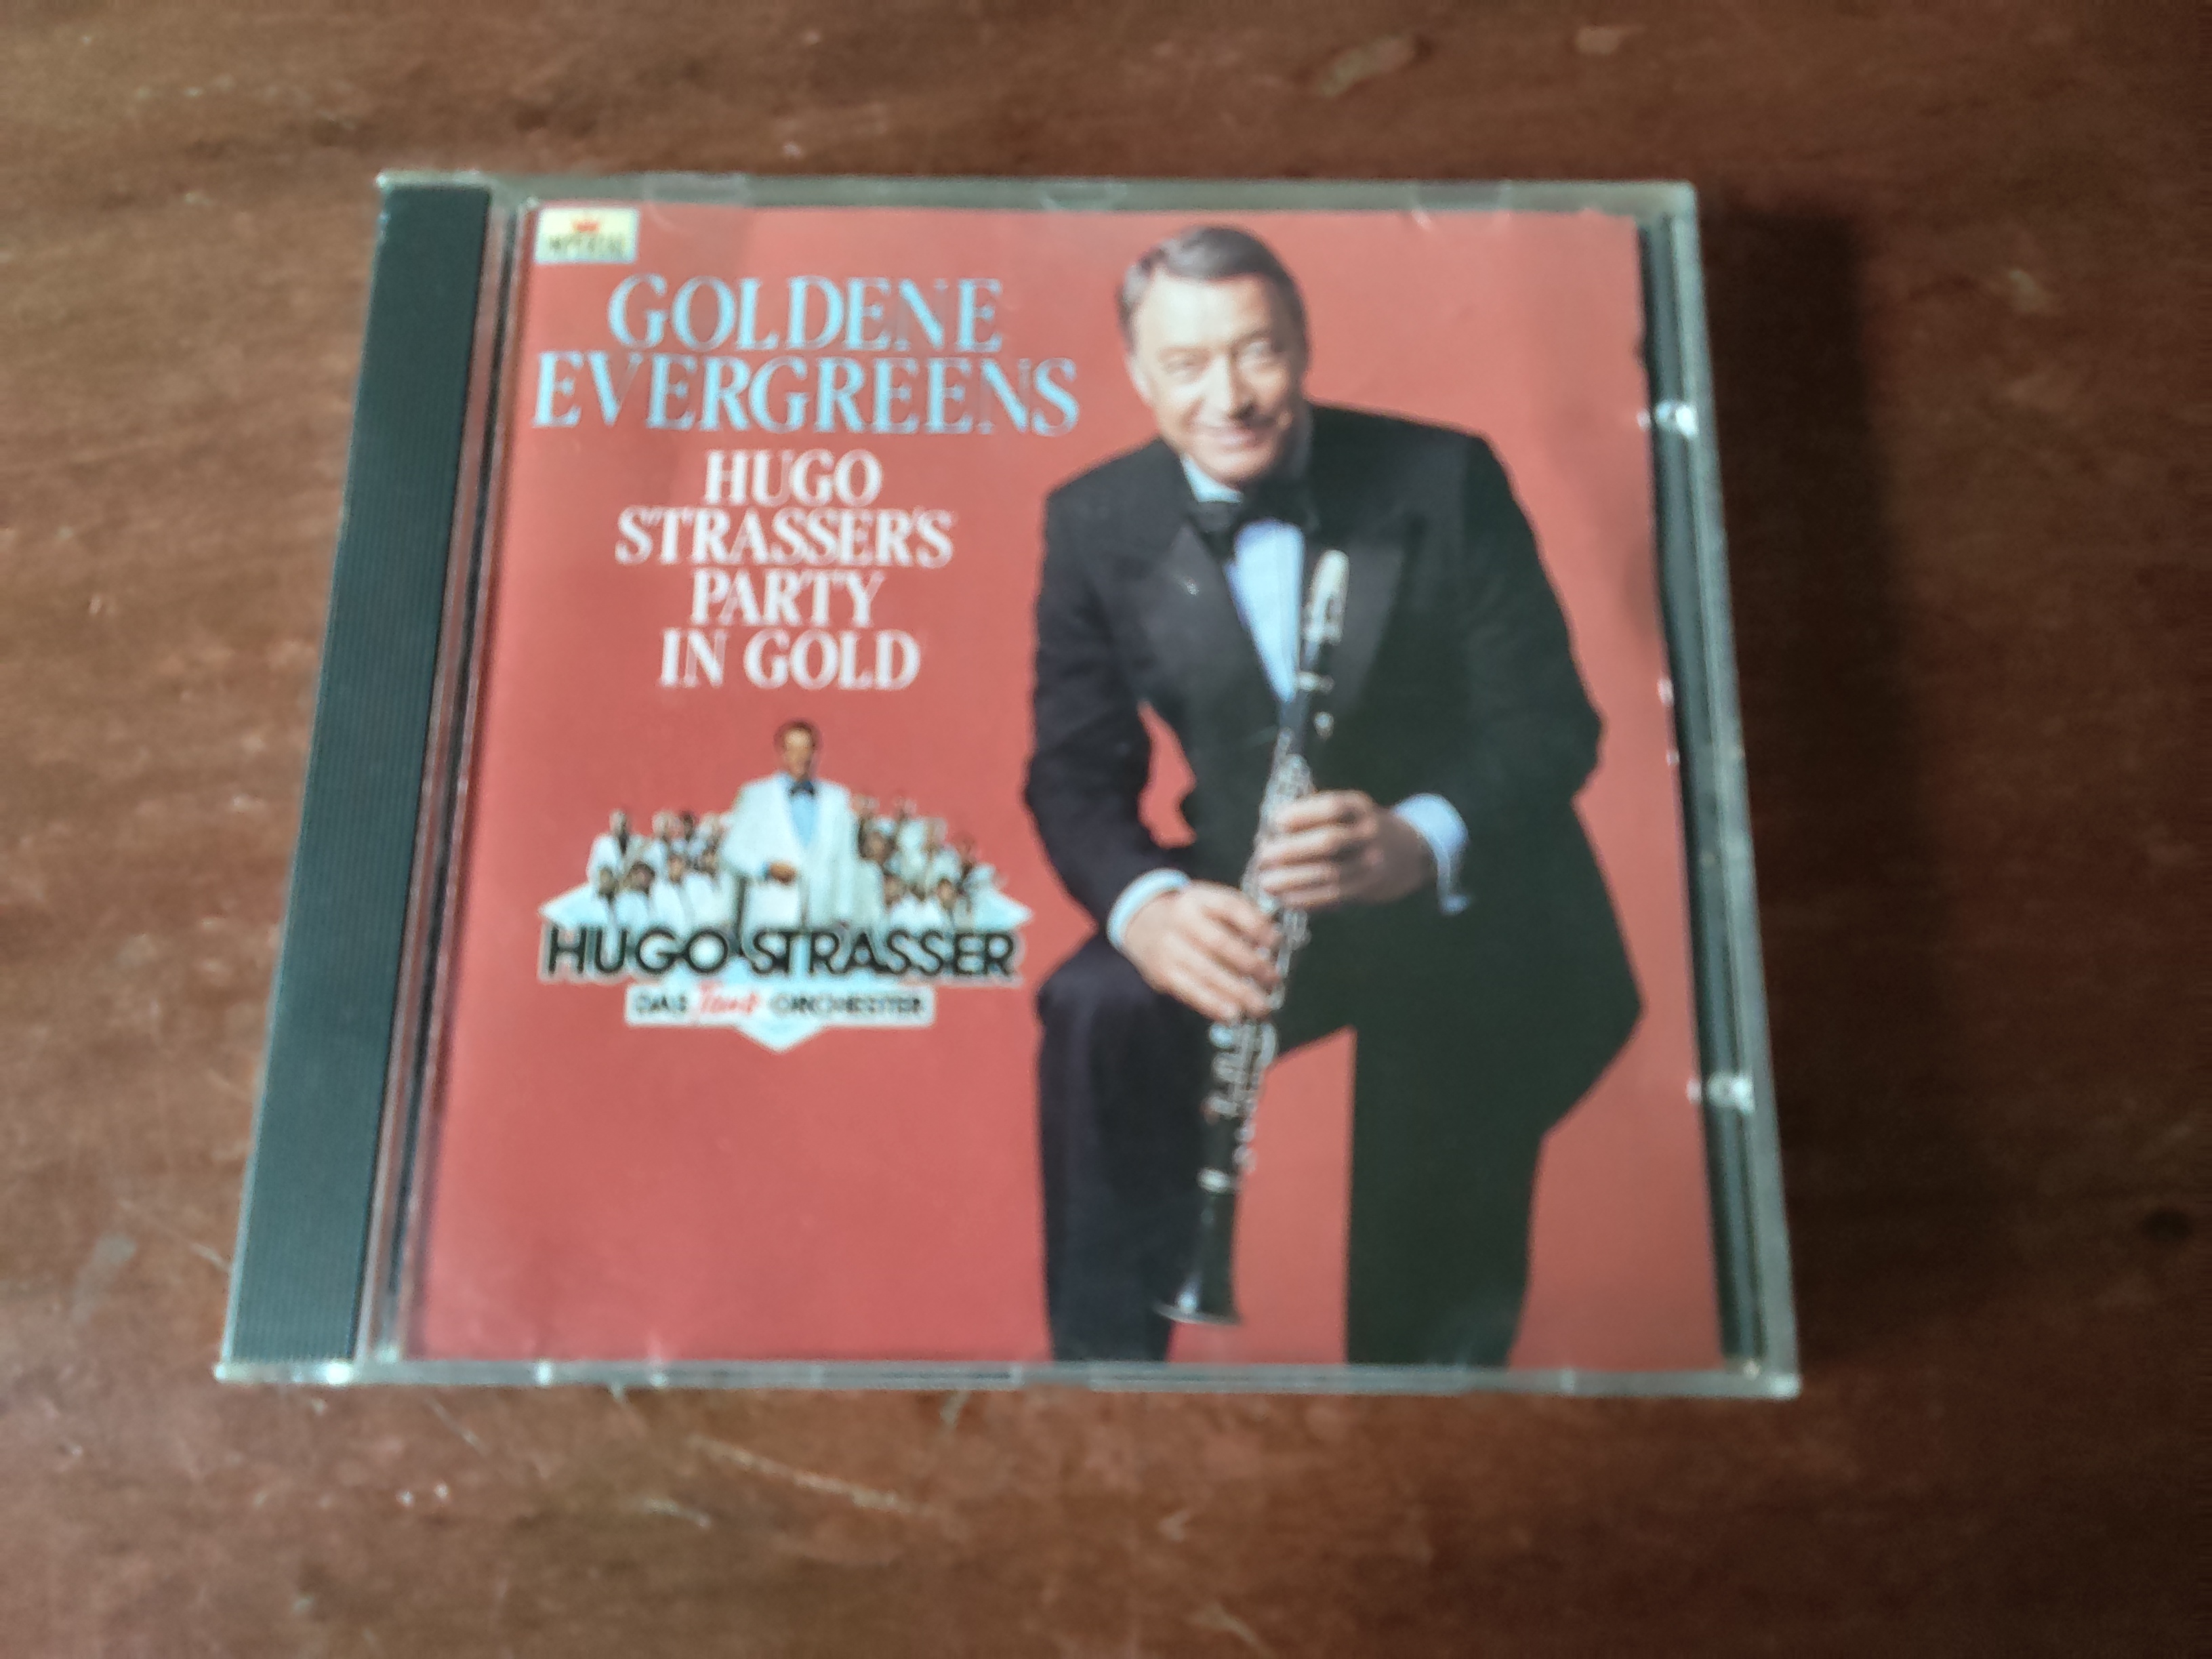 GOLDENE
EVERGREENS
HUGO
STRASSER'S
PARTY
IN GOLD
HUGO STRASSER
DAS Tanz ORCHESTER